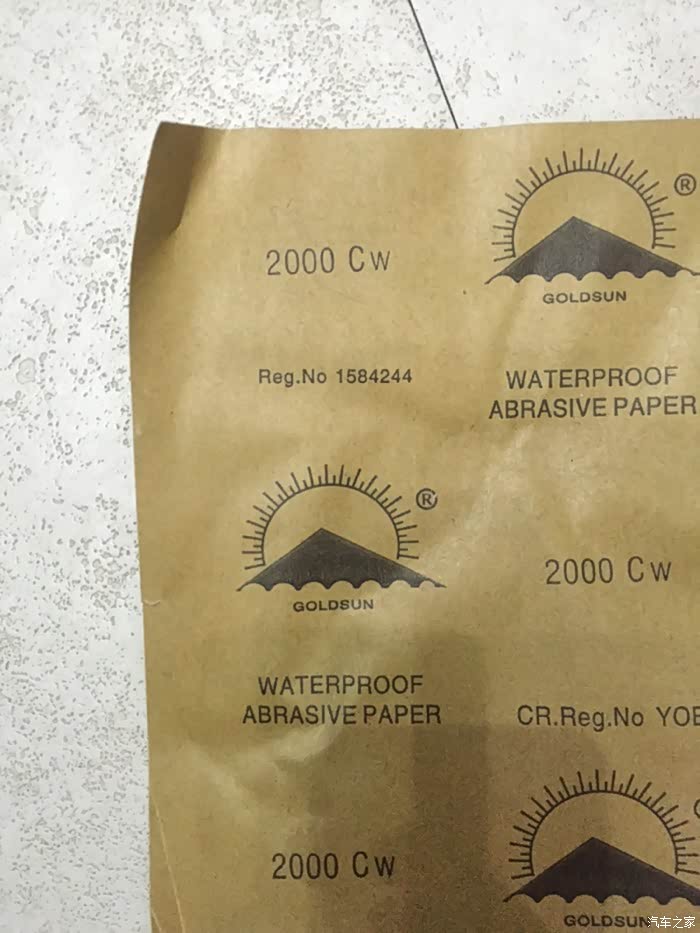 ®
2000 Cw
GOLDSUN
Reg.No 1584244
WATERPROOF
ABRASIVE PAPER
®
2000 Cw
GOLDSUN
WATERPROOF
ABRASIVE PAPER
CR.Reg.No
2000 Cw
GOLDSUN
汽车之家